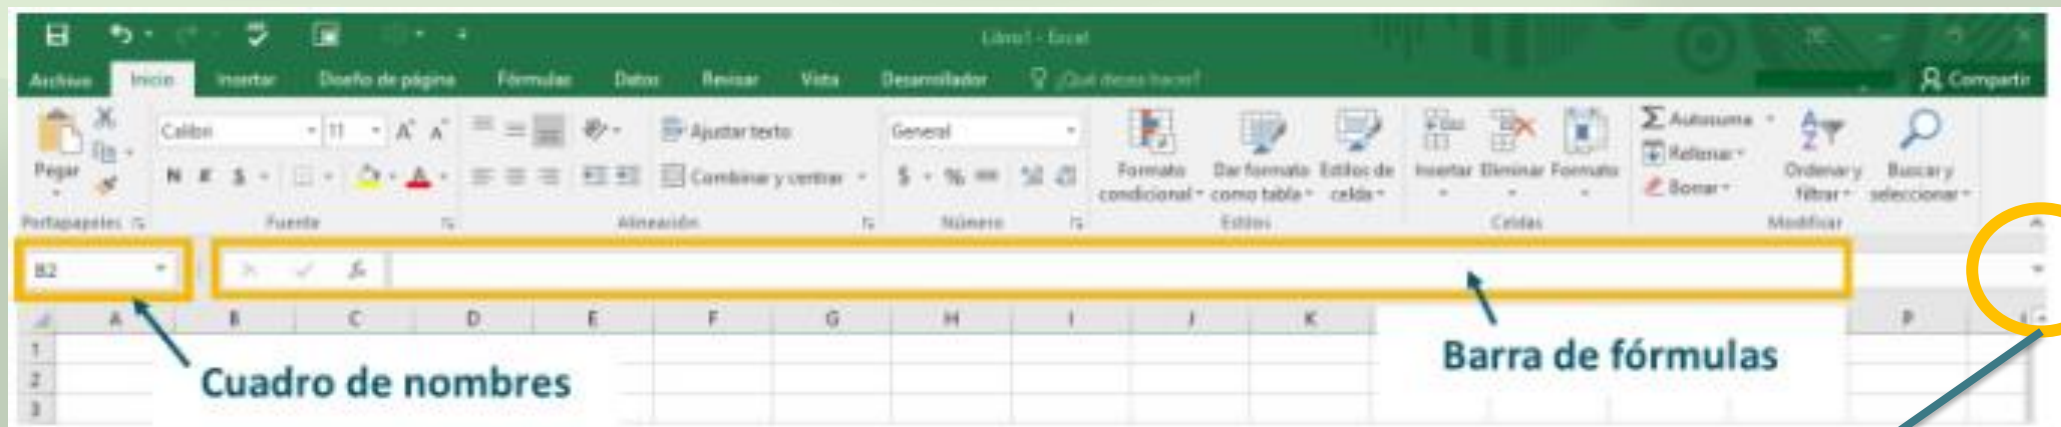 Libro1 - Excel
Archivo Inicio Insertar Diseño de página Fórmulas Datos Revisar Vista Desarrollador ¿Qué desea hacer? Compartir
Calibri 11 A A Ajustar texto General Autosuma
Pegar N K S Combinar y centrar $ % Formato condicional Dar formato como tabla Estilos de celda Insertar Eliminar Formato Rellenar Borrar Ordenar y filtrar Buscar y seleccionar
Portapapeles Fuente Alineación Número Estilos Celdas Modificar
B2 fx
A B C D E F G H I J K P
1
2
3
Cuadro de nombres
Barra de fórmulas